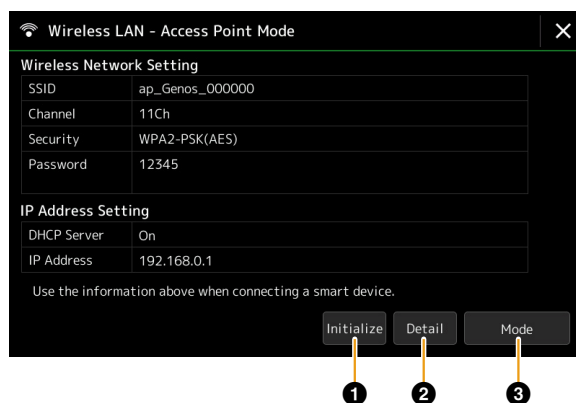 Wireless LAN - Access Point Mode
Wireless Network Setting
SSID ap_Genos_000000
Channel 11Ch
Security WPA2-PSK(AES)
Password 12345
IP Address Setting
DHCP Server On
IP Address 192.168.0.1
Use the information above when connecting a smart device.
Initialize Detail Mode
1 2 3